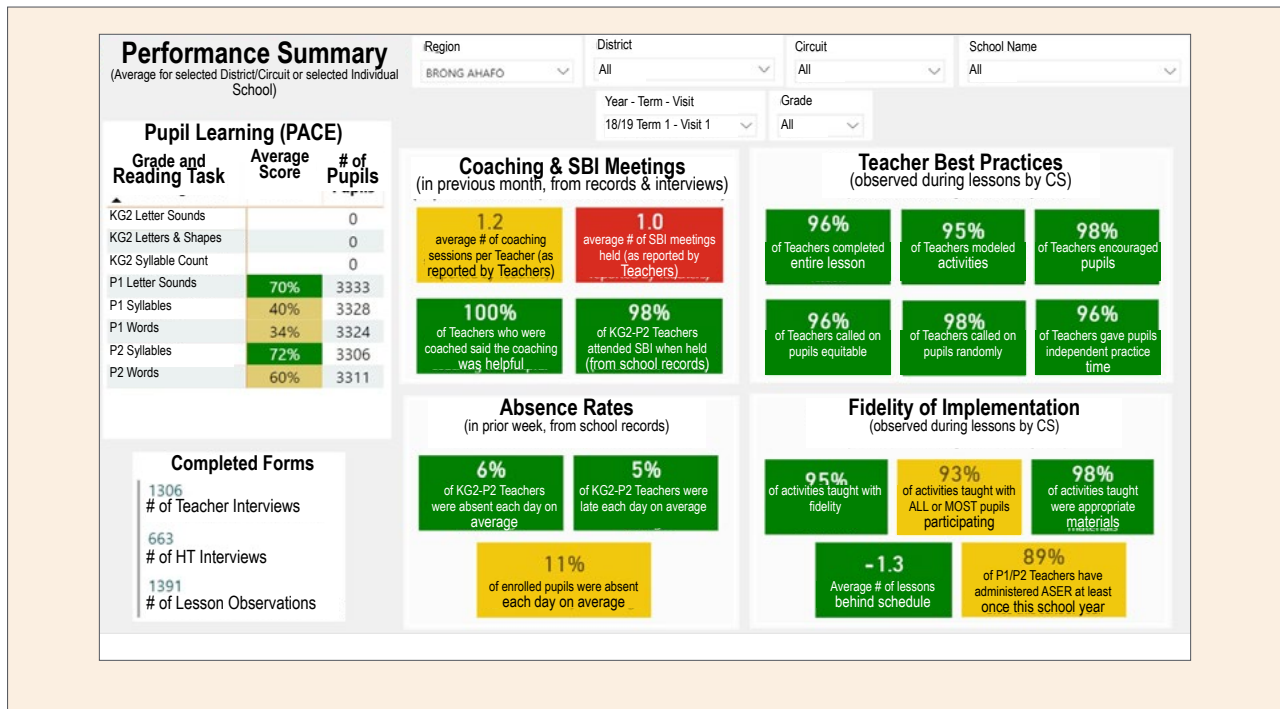 Performance Summary
(Average for selected District/Circuit or selected Individual
School)
Region
BRONG AHAFO
District
All
Circuit
All
School Name
All
Year - Term - Visit
18/19 Term 1 - Visit 1
Grade
All
Pupil Learning (PACE)
Grade and Reading Task Average Score # of Pupils
KG2 Letter Sounds 0
KG2 Letters & Shapes 0
KG2 Syllable Count 0
P1 Letter Sounds 70% 3333
P1 Syllables 40% 3328
P1 Words 34% 3324
P2 Syllables 72% 3306
P2 Words 60% 3311
Completed Forms
1306
# of Teacher Interviews
663
# of HT Interviews
1391
# of Lesson Observations
Coaching & SBI Meetings
(in previous month, from records & interviews)
1.2
average # of coaching
sessions per Teacher (as
reported by Teachers)
1.0
average # of SBI meetings
held (as reported by
Teachers)
100%
of Teachers who were
coached said the coaching
was helpful
98%
of KG2-P2 Teachers
attended SBI when held
(from school records)
Teacher Best Practices
(observed during lessons by CS)
96%
of Teachers completed
entire lesson
95%
of Teachers modeled
activities
98%
of Teachers encouraged
pupils
96%
of Teachers called on
pupils equitable
98%
of Teachers called on
pupils randomly
96%
of Teachers gave pupils
independent practice
time
Absence Rates
(in prior week, from school records)
6%
of KG2-P2 Teachers
were absent each day on
average
5%
of KG2-P2 Teachers were
late each day on average
11%
of enrolled pupils were absent
each day on average
Fidelity of Implementation
(observed during lessons by CS)
95%
of activities taught with
fidelity
93%
of activities taught with
ALL or MOST pupils
participating
98%
of activities taught
were appropriate
materials
-1.3
Average # of lessons
behind schedule
89%
of P1/P2 Teachers have
administered ASER at least
once this school year